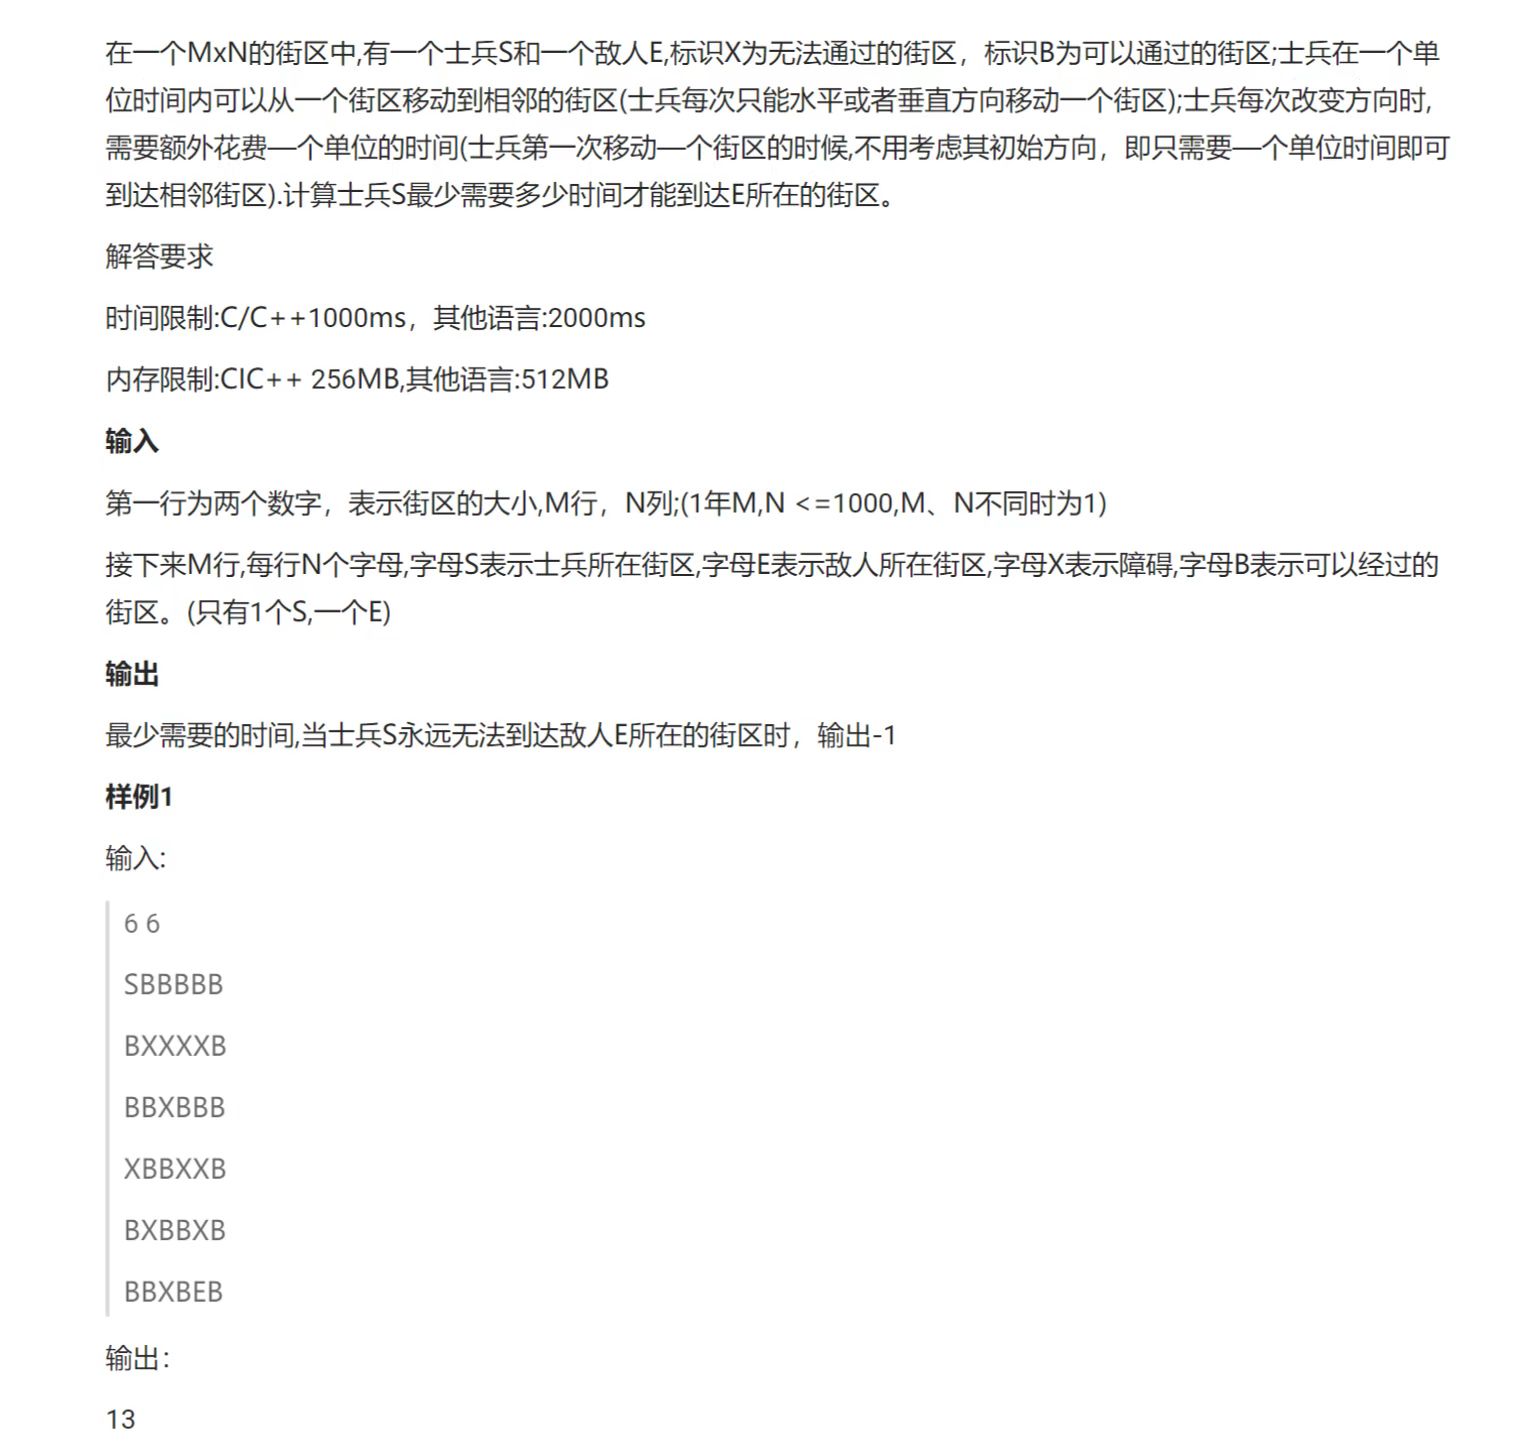 在一个MxN的街区中,有一个士兵S和一个敌人E,标识X为无法通过的街区，标识B为可以通过的街区;士兵在一个单
位时间内可以从一个街区移动到相邻的街区(士兵每次只能水平或者垂直方向移动一个街区);士兵每次改变方向时,
需要额外花费—个单位的时间(士兵第一次移动—个街区的时候,不用考虑其初始方向，即只需要—个单位时间即可
到达相邻街区).计算士兵S最少需要多少时间才能到达E所在的街区。
解答要求
时间限制:C/C++1000ms，其他语言:2000ms
内存限制:CIC++ 256MB,其他语言:512MB
输入
第一行为两个数字，表示街区的大小,M行，N列;(1年M,N <=1000,M、N不同时为1)
接下来M行,每行N个字母,字母S表示士兵所在街区,字母E表示敌人所在街区,字母X表示障碍,字母B表示可以经过的
街区。(只有1个S,一个E)
输出
最少需要的时间,当士兵S永远无法到达敌人E所在的街区时，输出-1
样例1
输入:
6 6
SBBBBB
BXXXXB
BBXBBB
XBBXXB
BXBBXB
BBXBEB
输出：
13